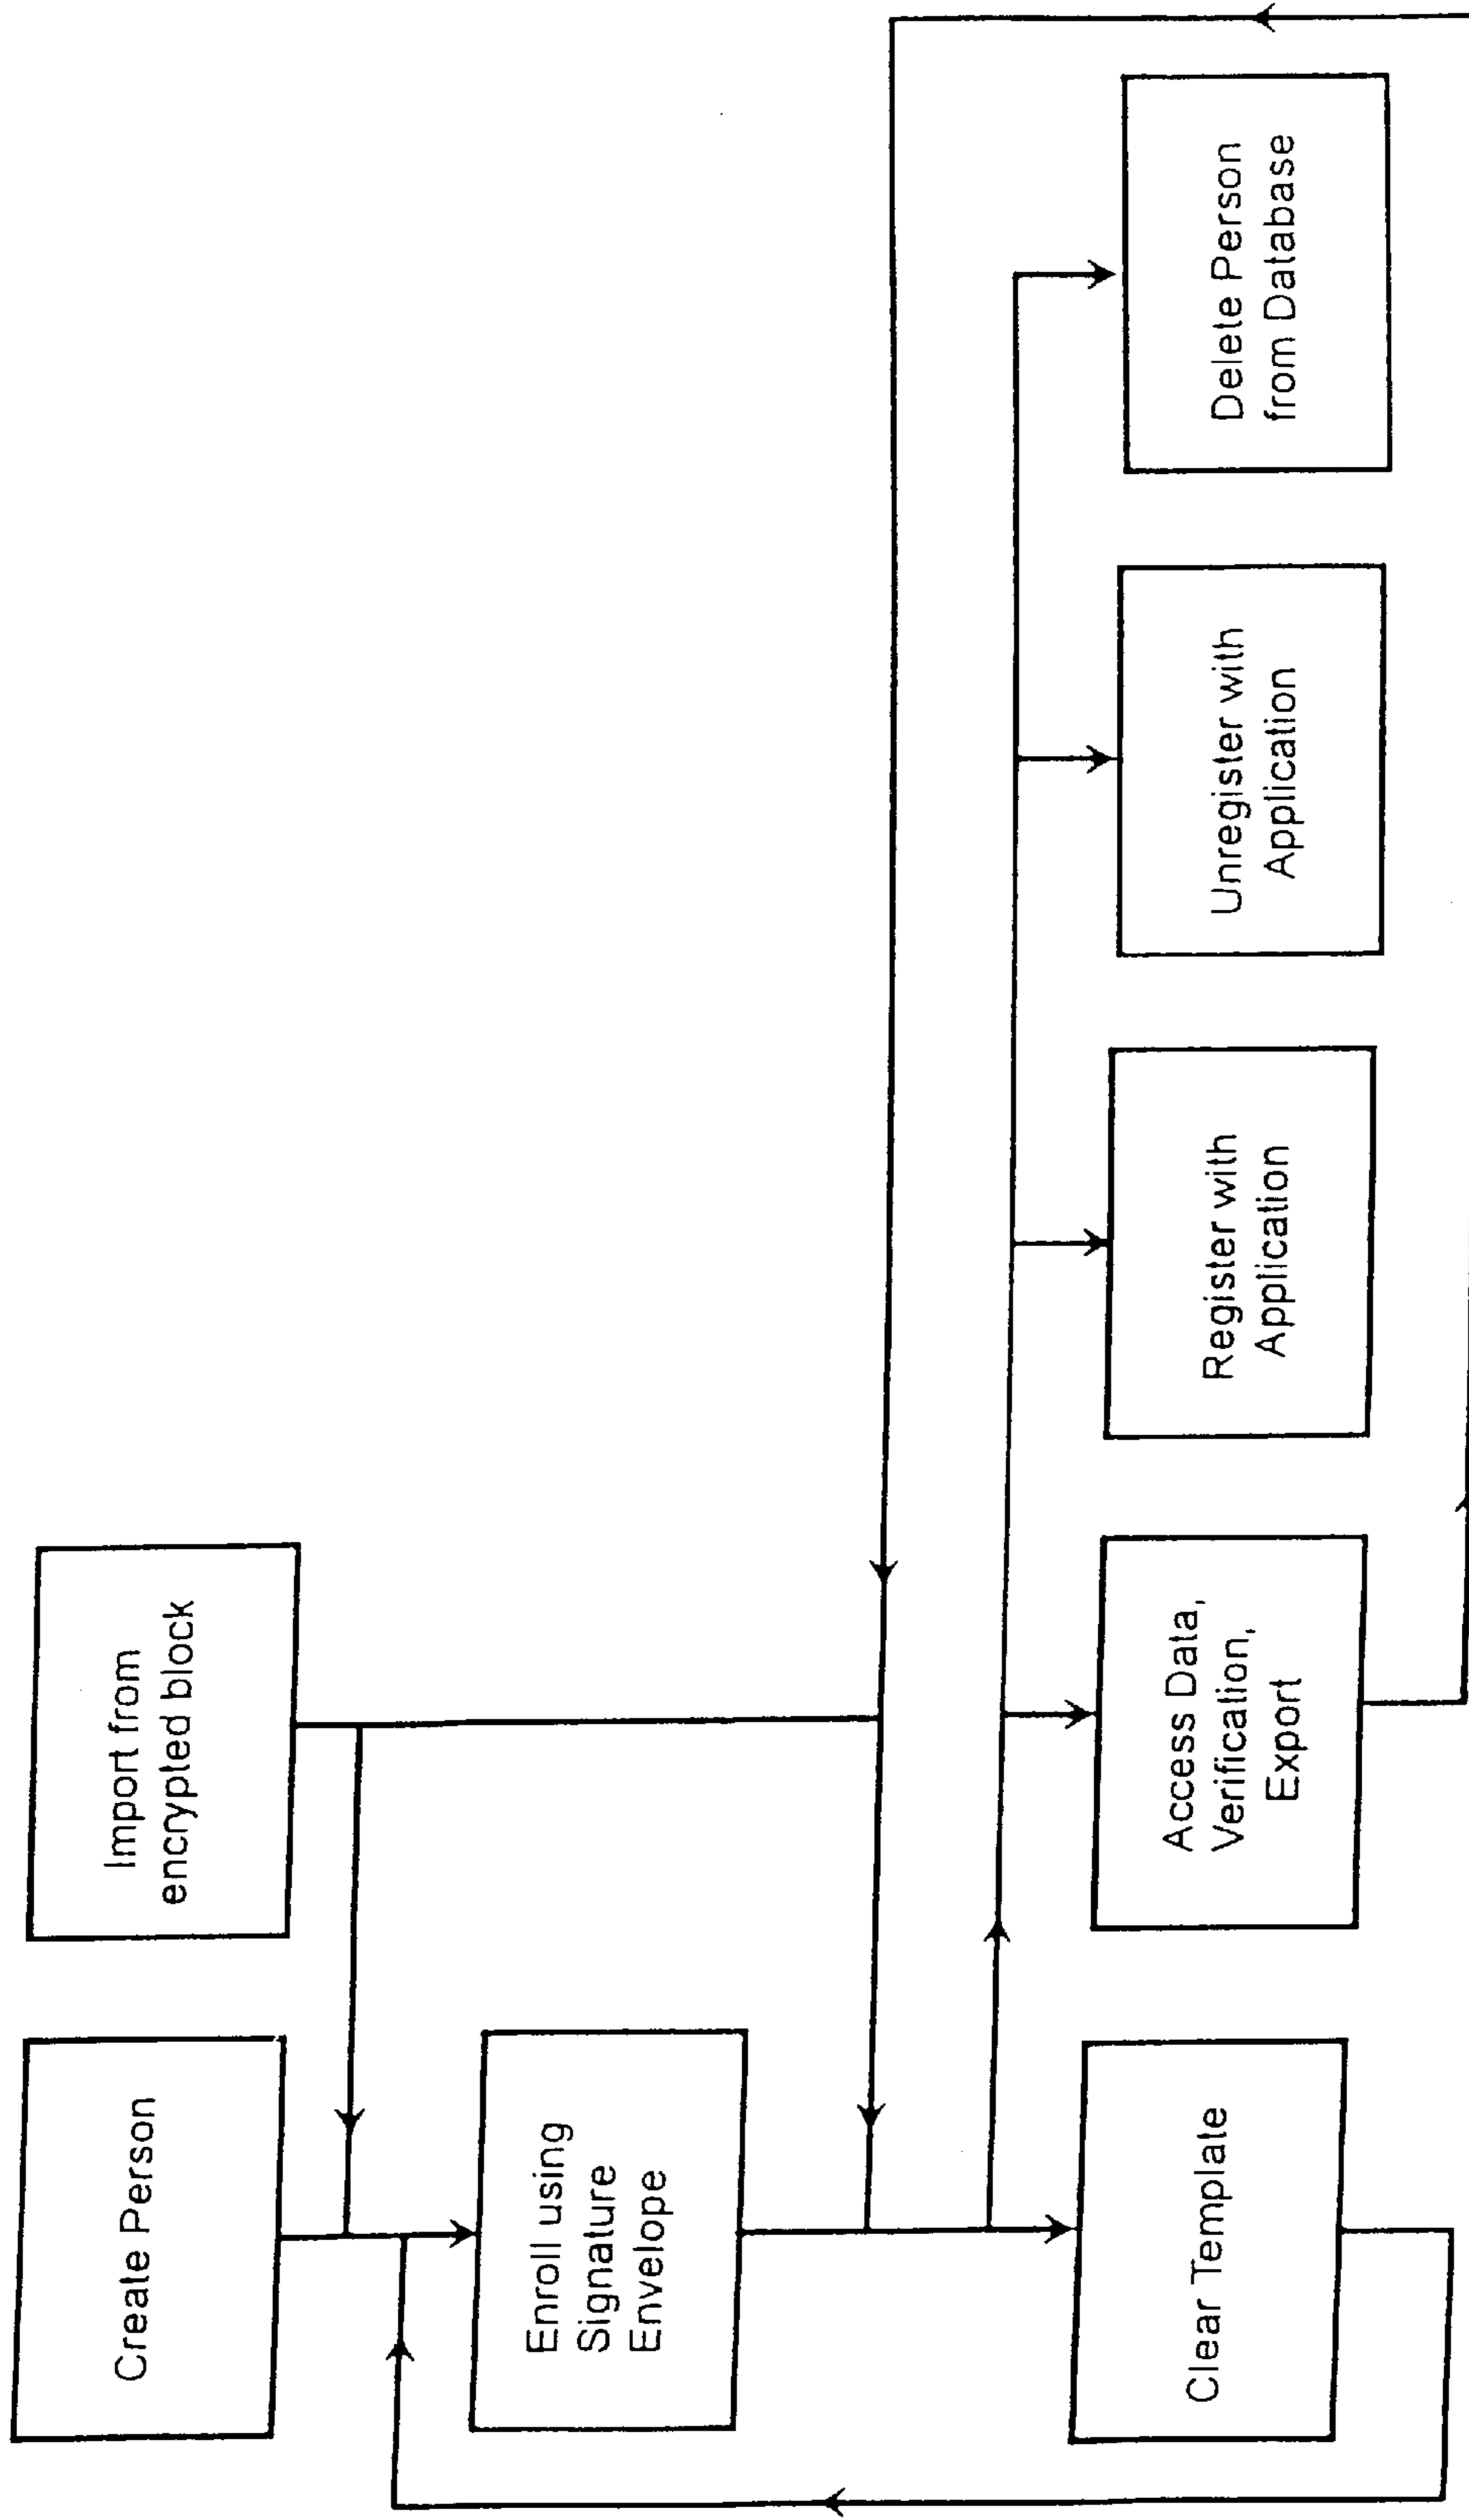 Create Person
Import from
encrypted block
Enroll using
Signature
Envelope
Clear Template
Access Data,
Verification,
Export
Register with
Application
Unregister with
Application
Delete Person
from Database